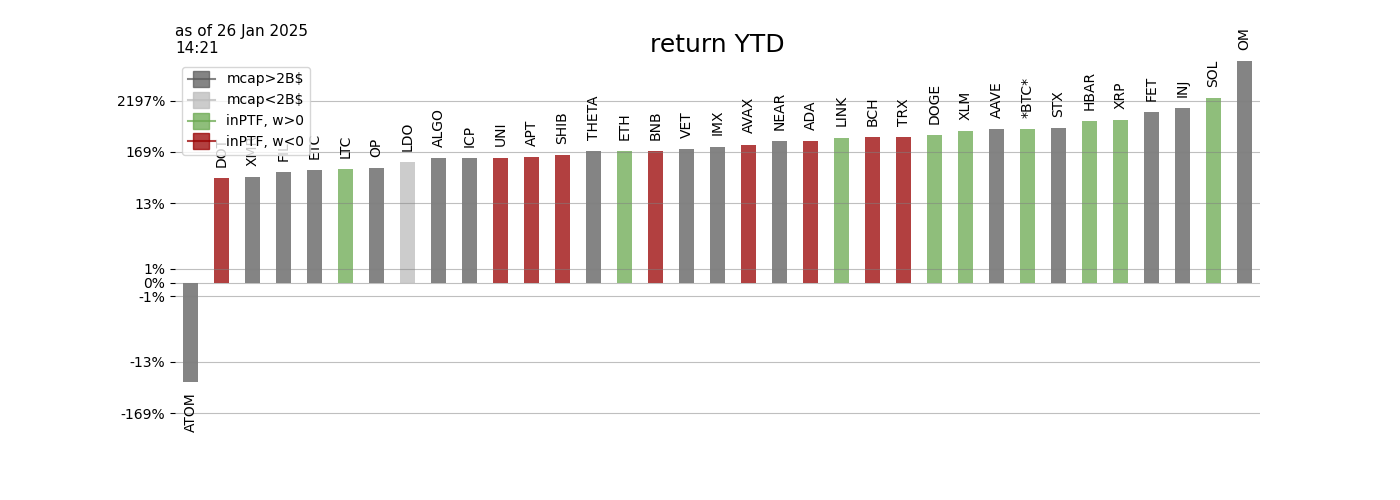 as of 26 Jan 2025
14:21
return YTD
mcap>2B$
mcap<2B$
inPTF, w>0
inPTF, w<0
2197%
169%
13%
1%
0%
-1%
-13%
-169%
ATOM
DOT
ETC
LTC
OP
LDO
ALGO
ICP
UNI
APT
SHIB
THETA
ETH
BNB
VET
IMX
AVAX
NEAR
ADA
LINK
BCH
TRX
DOGE
XLM
AAVE
*BTC*
STX
HBAR
XRP
FET
INJ
SOL
OM